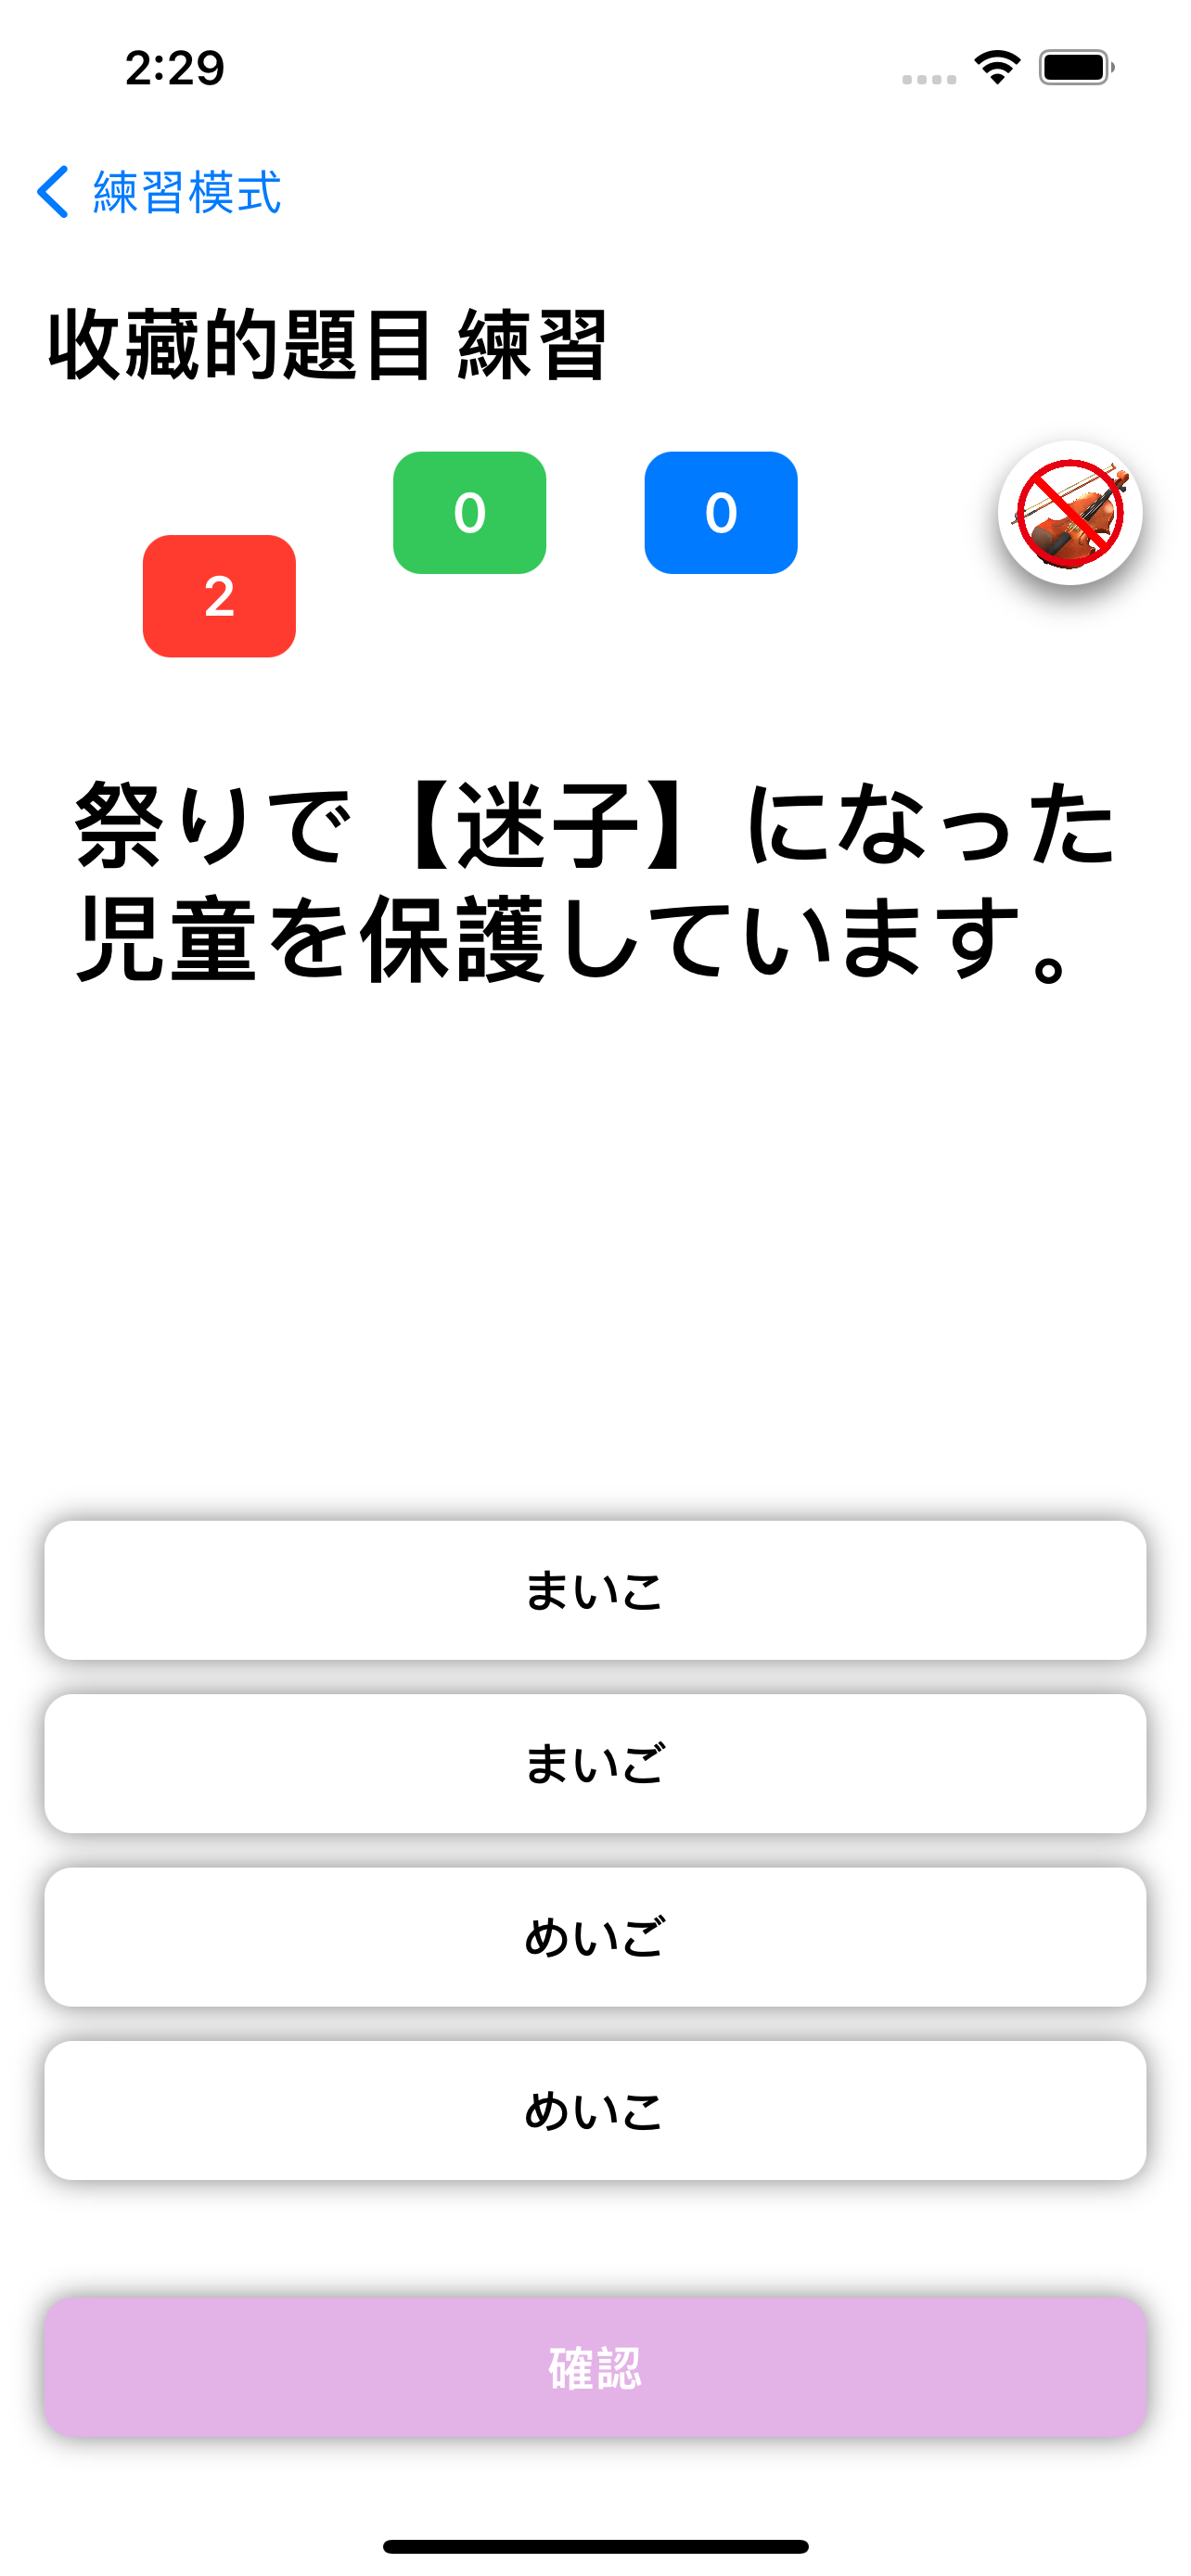 2:29
練習模式
收藏的題目 練習
0
0
2
祭りで【迷子】になった
児童を保護しています。
まいこ
まいご
めいご
めいこ
確認